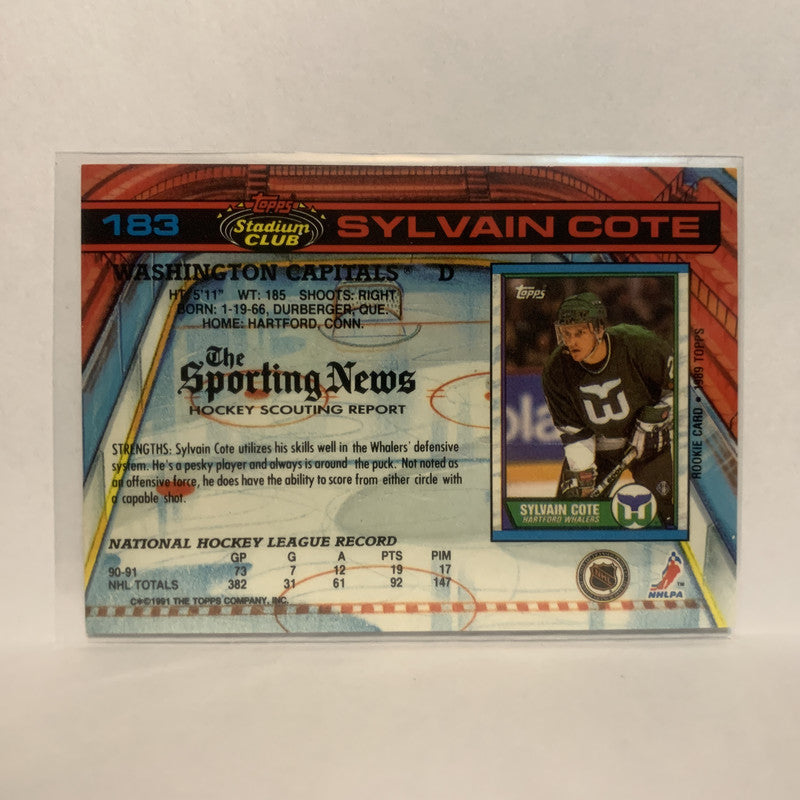 183
Topps
Stadium
CLUB
SYLVAIN COTE
WASHINGTON CAPITALS® D
HT: 5'11" WT: 185 SHOOTS: RIGHT
BORN: 1-19-66, DURBERGER, QUE.
HOME: HARTFORD, CONN.
The
Sporting News
HOCKEY SCOUTING REPORT
STRENGTHS: Sylvain Cote utilizes his skills well in the Whalers' defensive
system. He's a pesky player and always is around the puck. Not noted as
an offensive force, he does have the ability to score from either circle with
a capable shot.
Topps
SYLVAIN COTE
HARTFORD WHALERS
ROOKIE CARD • 1989 TOPPS
NATIONAL HOCKEY LEAGUE RECORD
GP G A PTS PIM
90-91 73 7 12 19 17
NHL TOTALS 382 31 61 92 147
©1991 THE TOPPS COMPANY, INC.
NHL
NHLPA
TM